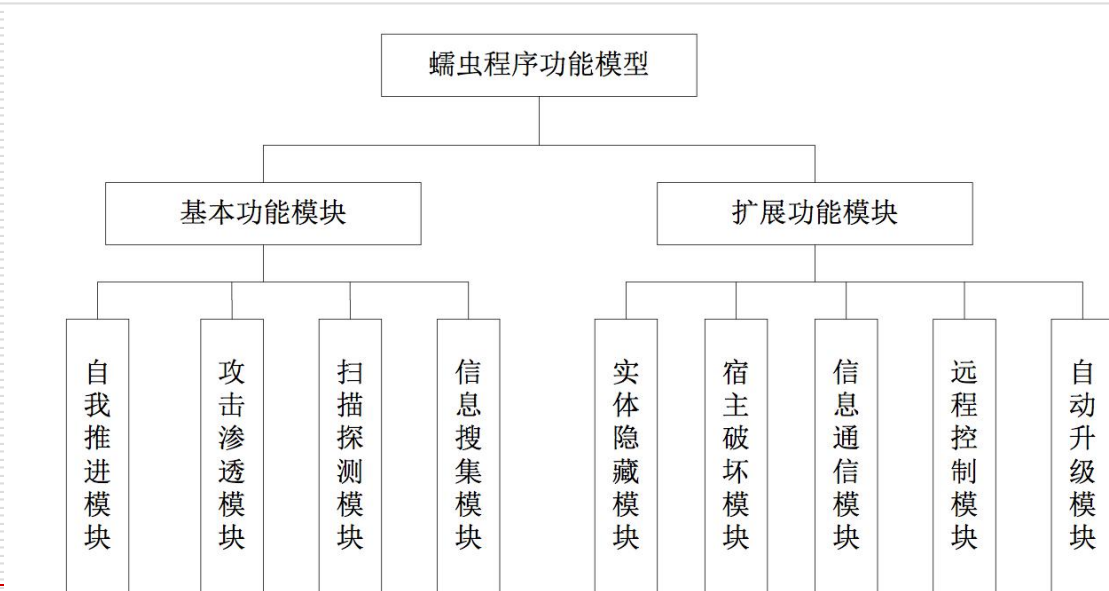 蠕虫程序功能模型
基本功能模块
扩展功能模块
自我推进模块
攻击渗透模块
扫描探测模块
信息搜集模块
实体隐藏模块
宿主破坏模块
信息通信模块
远程控制模块
自动升级模块